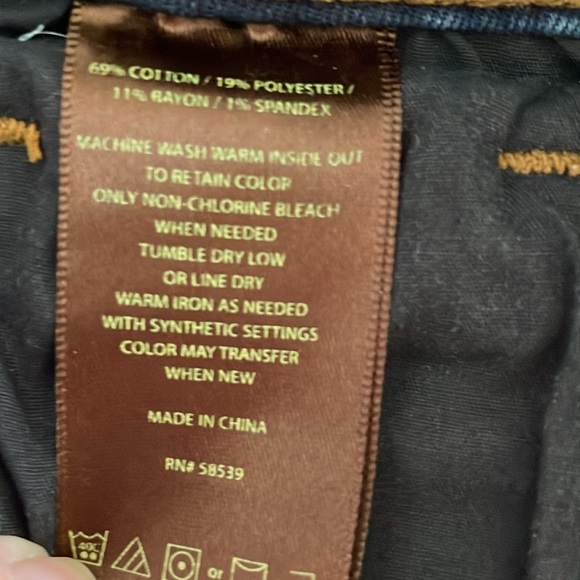 69% COTTON / 19% POLYESTER /
11% RAYON / 1% SPANDEX
MACHINE WASH WARM INSIDE OUT
TO RETAIN COLOR
ONLY NON-CHLORINE BLEACH
WHEN NEEDED
TUMBLE DRY LOW
OR LINE DRY
WARM IRON AS NEEDED
WITH SYNTHETIC SETTINGS
COLOR MAY TRANSFER
WHEN NEW
MADE IN CHINA
RN# 58539
40C or